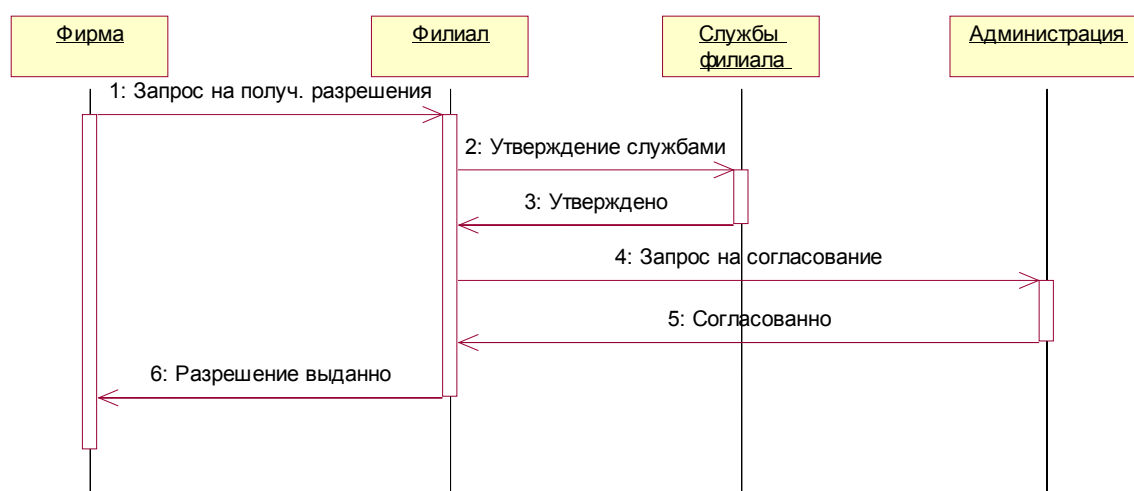 Фирма
Филиал
Службы
филиала
Администрация
1: Запрос на получ. разрешения
2: Утверждение службами
3: Утверждено
4: Запрос на согласование
5: Согласованно
6: Разрешение выданно